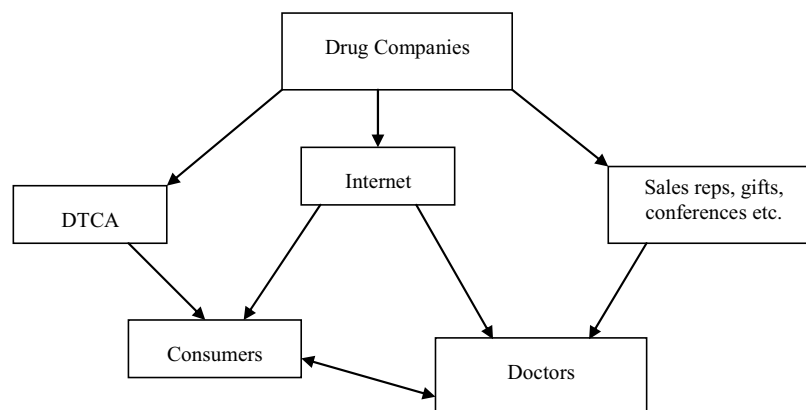 Drug Companies
Internet
Sales reps, gifts,
conferences etc.
DTCA
Consumers
Doctors